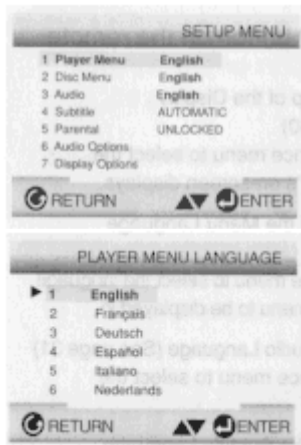 SETUP MENU
1 Player Menu English
2 Disc Menu English
3 Audio English
4 Subtitle AUTOMATIC
5 Parental UNLOCKED
6 Audio Options
7 Display Options
RETURN ENTER
PLAYER MENU LANGUAGE
1 English
2 Français
3 Deutsch
4 Español
5 Italiano
6 Nederlands
RETURN ENTER